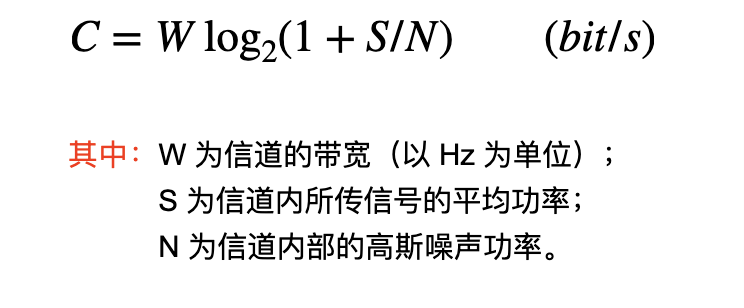 C = W log₂(1 + S/N) (bit/s)
其中：W 为信道的带宽（以 Hz 为单位）；
S 为信道内所传信号的平均功率；
N 为信道内部的高斯噪声功率。